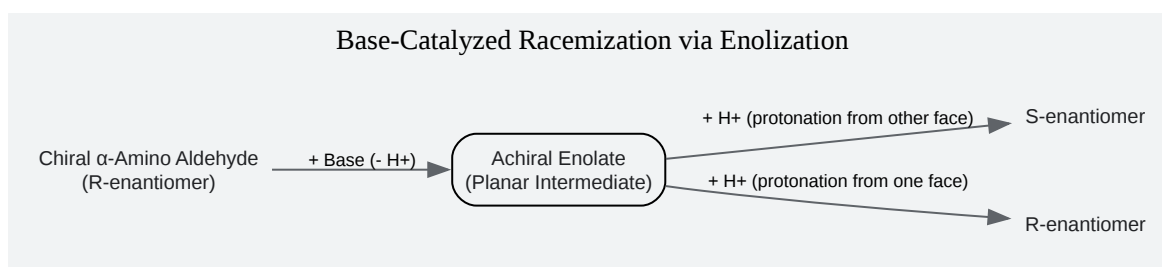 Base-Catalyzed Racemization via Enolization
Chiral α-Amino Aldehyde
(R-enantiomer)
+ Base (- H+)
Achiral Enolate
(Planar Intermediate)
+ H+ (protonation from other face)
S-enantiomer
+ H+ (protonation from one face)
R-enantiomer